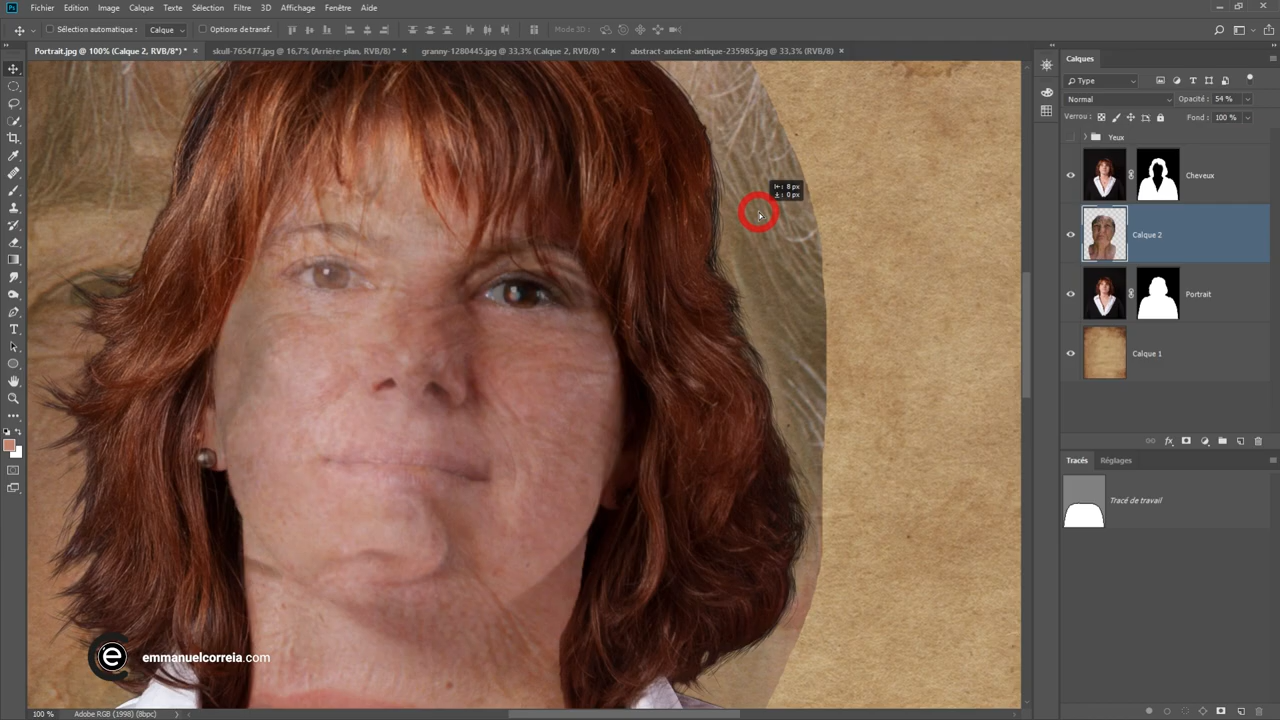 Fichier Edition Image Calque Texte Sélection Filtre 3D Affichage Fenêtre Aide
Sélection automatique : Calque Options de transf. Mode 3D :
Portrait.jpg @ 100% (Calque 2, RVB/8*) * × skull-765477.jpg @ 16,7% (Arrière-plan, RVB/8*) * × granny-1280445.jpg @ 33,3% (Calque 2, RVB/8*) * × abstract-ancient-antique-235985.jpg @ 33,3% (RVB/8) ×
Calques
Type
Normal Opacité : 54 %
Verrou : Fond : 100 %
Yeux
Cheveux
Calque 2
Portrait
Calque 1
8 px
0 px
Tracés Réglages
Tracé de travail
e emmanuelcorreia.com
100 % Adobe RGB (1998) (8bpc)